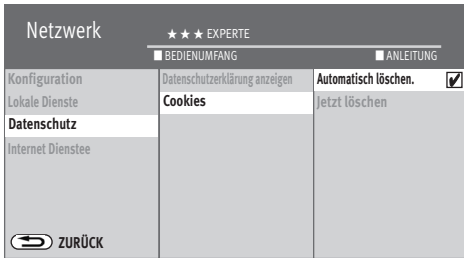 Netzwerk
★ ★ ★ EXPERTE
BEDIENUMFANG ANLEITUNG
Konfiguration Datenschutzerklärung anzeigen Automatisch löschen.
Lokale Dienste Cookies Jetzt löschen
Datenschutz
Internet Dienstee
ZURÜCK